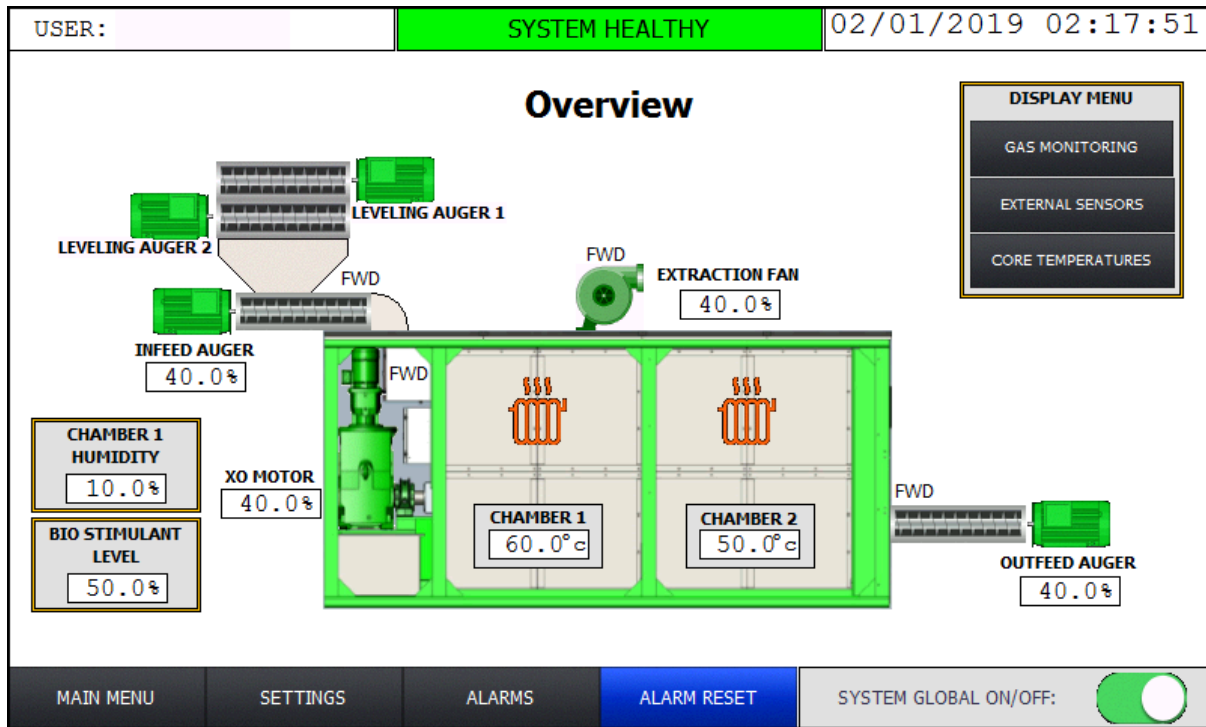 USER:
SYSTEM HEALTHY
02/01/2019 02:17:51
Overview
DISPLAY MENU
GAS MONITORING
EXTERNAL SENSORS
CORE TEMPERATURES
LEVELING AUGER 1
LEVELING AUGER 2
FWD
INFEED AUGER
40.0%
FWD
EXTRACTION FAN
40.0%
FWD
CHAMBER 1
HUMIDITY
10.0%
BIO STIMULANT
LEVEL
50.0%
XO MOTOR
40.0%
CHAMBER 1
60.0°c
CHAMBER 2
50.0°c
FWD
OUTFEED AUGER
40.0%
MAIN MENU
SETTINGS
ALARMS
ALARM RESET
SYSTEM GLOBAL ON/OFF: